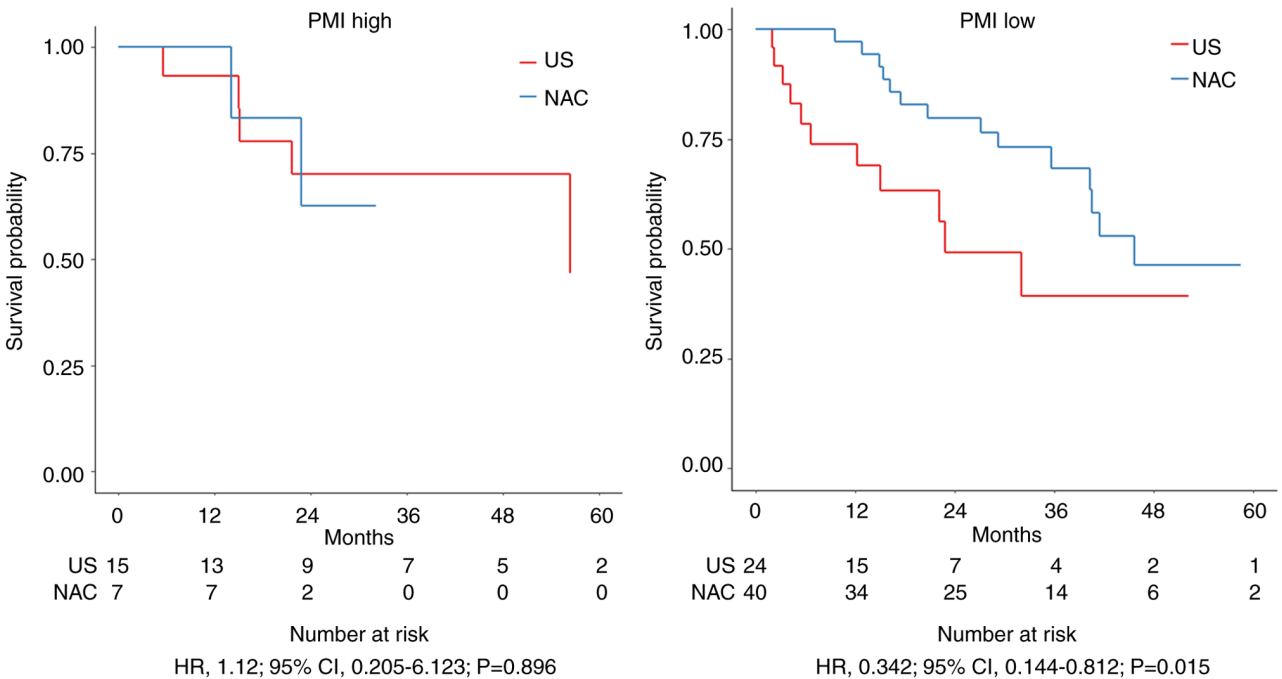 PMI high
US
NAC
1.00
0.75
0.50
0.25
0.00
Survival probability
0 12 24 36 48 60
Months
US 15 13 9 7 5 2
NAC 7 7 2 0 0 0
Number at risk
HR, 1.12; 95% CI, 0.205-6.123; P=0.896
PMI low
US
NAC
1.00
0.75
0.50
0.25
0.00
Survival probability
0 12 24 36 48 60
Months
US 24 15 7 4 2 1
NAC 40 34 25 14 6 2
Number at risk
HR, 0.342; 95% CI, 0.144-0.812; P=0.015